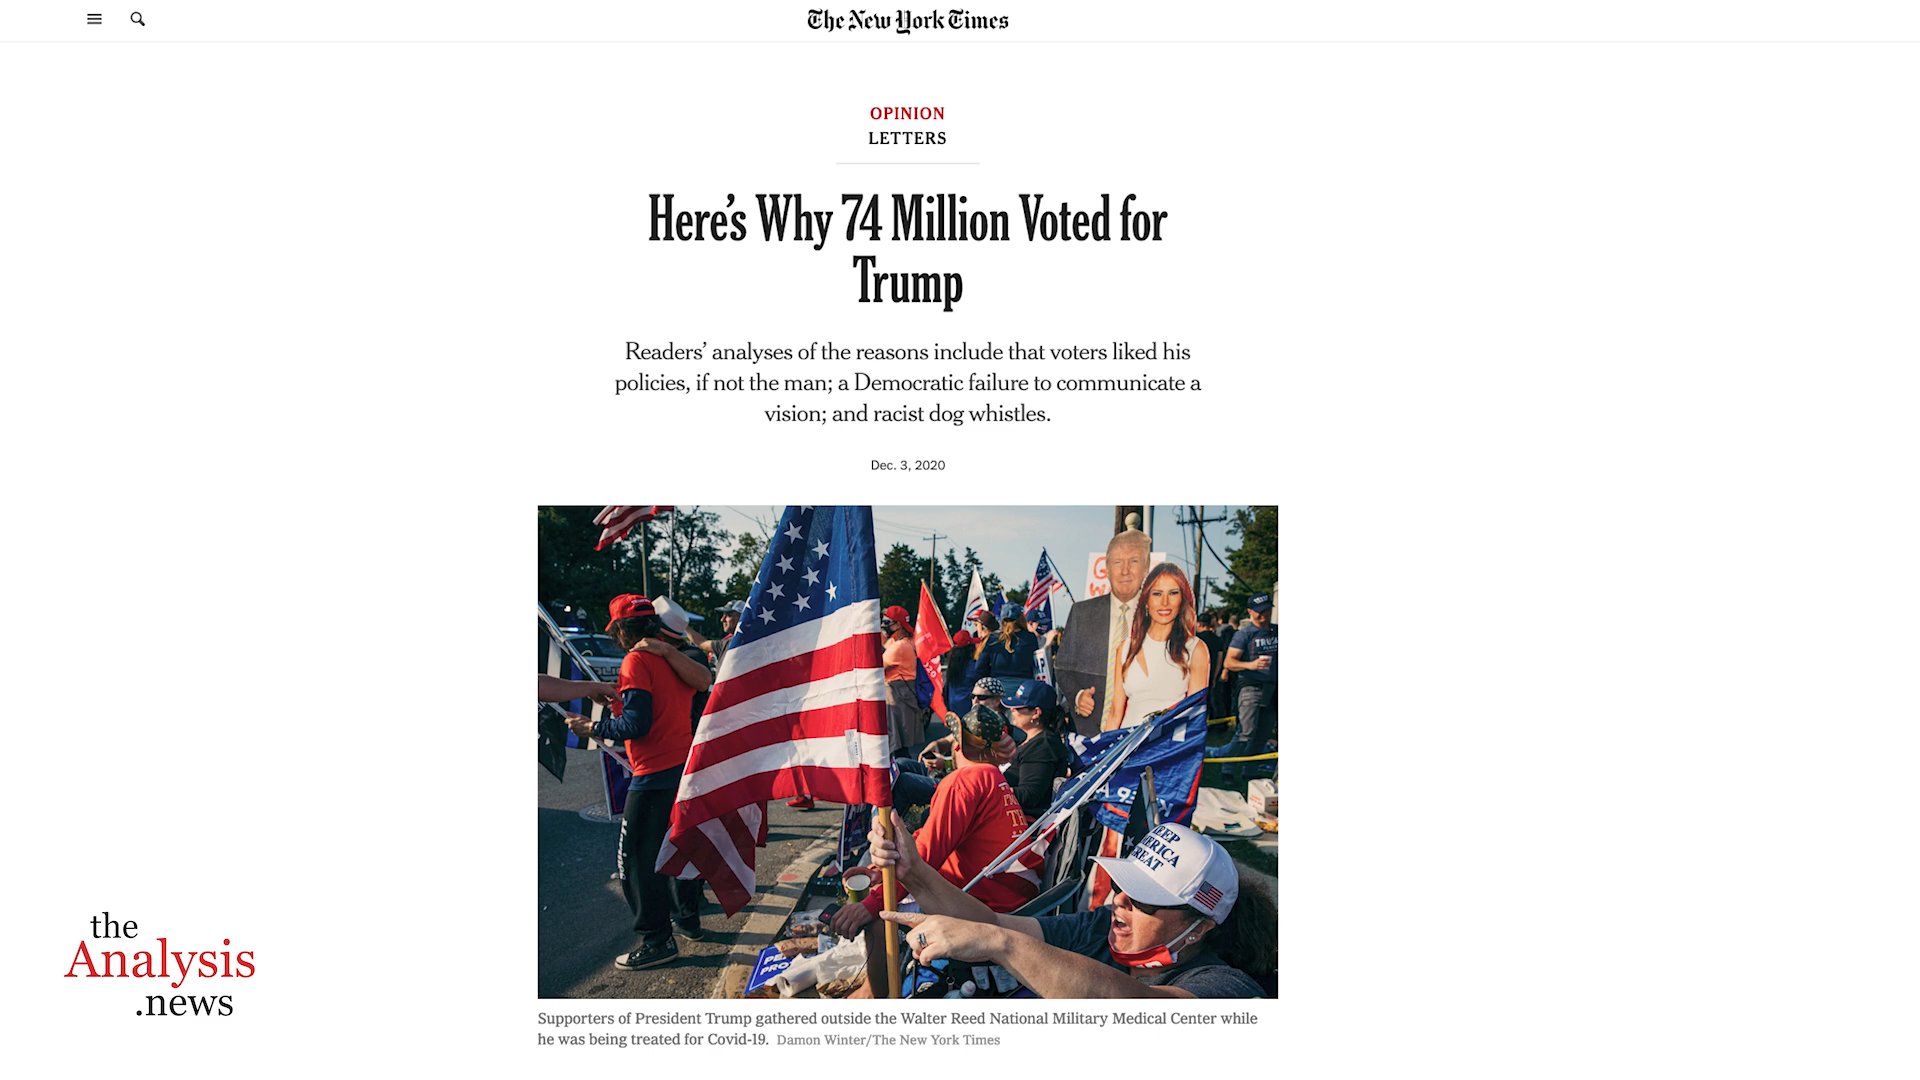 The New York Times
OPINION
LETTERS
Here's Why 74 Million Voted for
Trump
Readers' analyses of the reasons include that voters liked his
policies, if not the man; a Democratic failure to communicate a
vision; and racist dog whistles.
Dec. 3, 2020
KEEP
AMERICA
GREAT
the
Analysis
.news
Supporters of President Trump gathered outside the Walter Reed National Military Medical Center while
he was being treated for Covid-19. Damon Winter/The New York Times